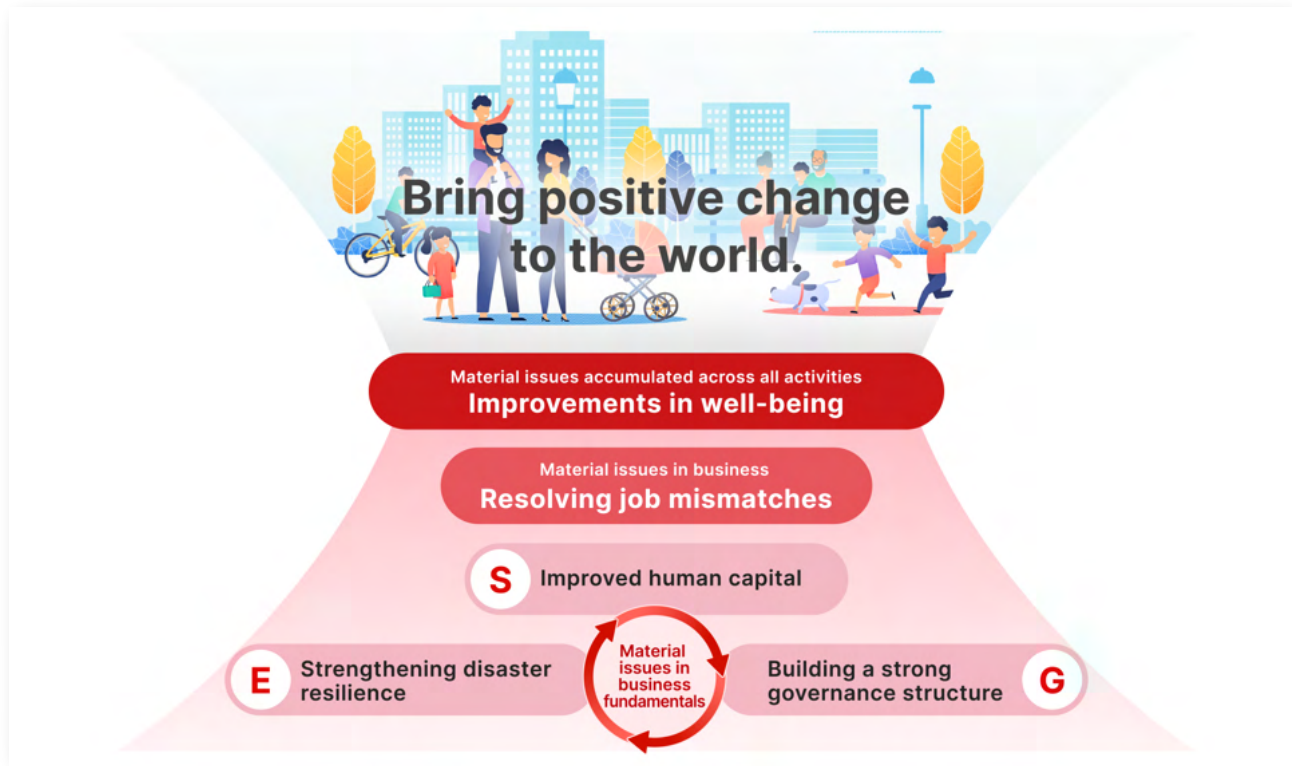 Bring positive change
to the world.
Material issues accumulated across all activities
Improvements in well-being
Material issues in business
Resolving job mismatches
S
Improved human capital
E
Strengthening disaster
resilience
Material
issues in
business
fundamentals
Building a strong
governance structure
G